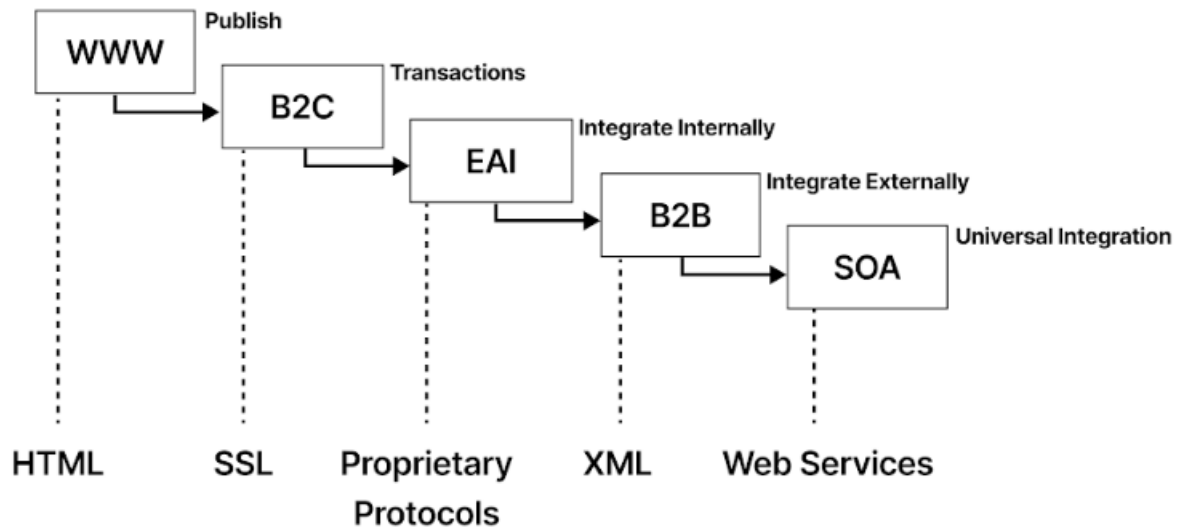 WWW
Publish
B2C
Transactions
EAI
Integrate Internally
B2B
Integrate Externally
SOA
Universal Integration
HTML
SSL
Proprietary
Protocols
XML
Web Services